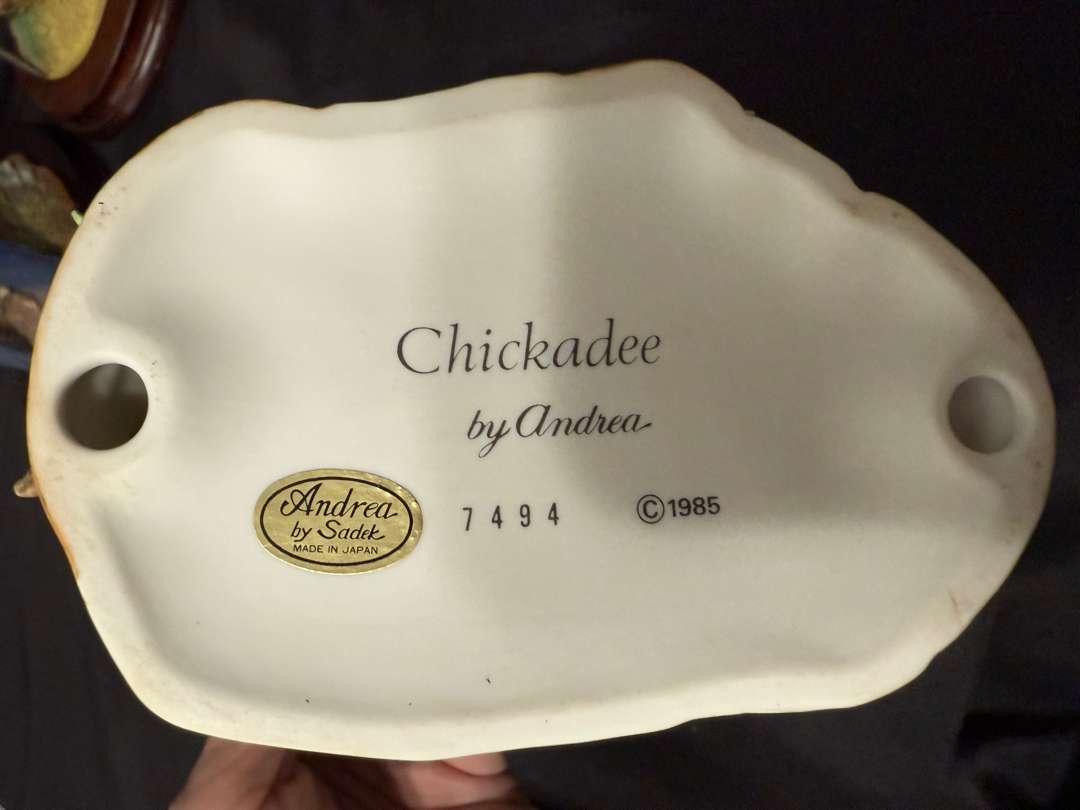 Chickadee
by Andrea
Andrea
by Sadek
MADE IN JAPAN
7494
©1985